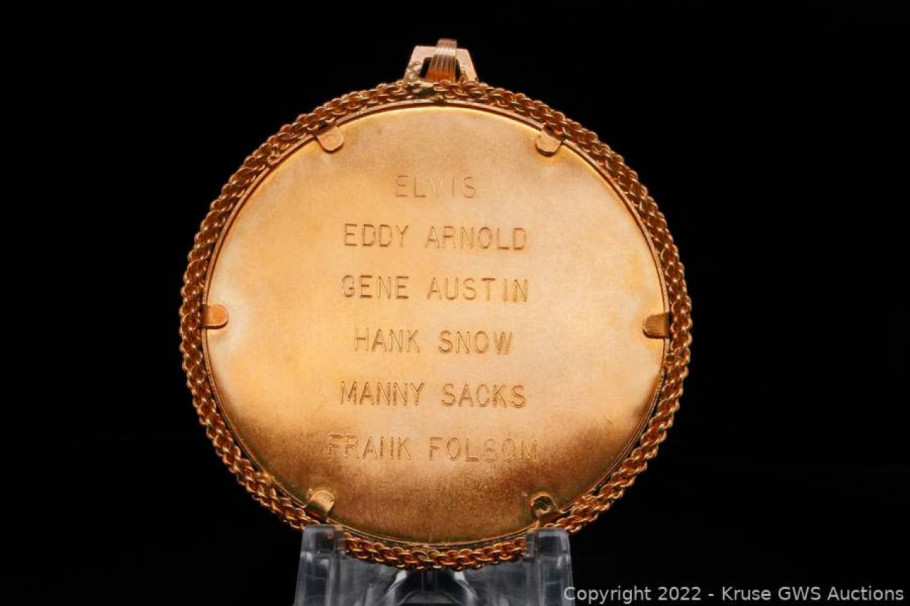 ELVIS
EDDY ARNOLD
GENE AUSTIN
HANK SNOW
MANNY SACKS
FRANK FOLSOM
Copyright 2022 - Kruse GWS Auctions